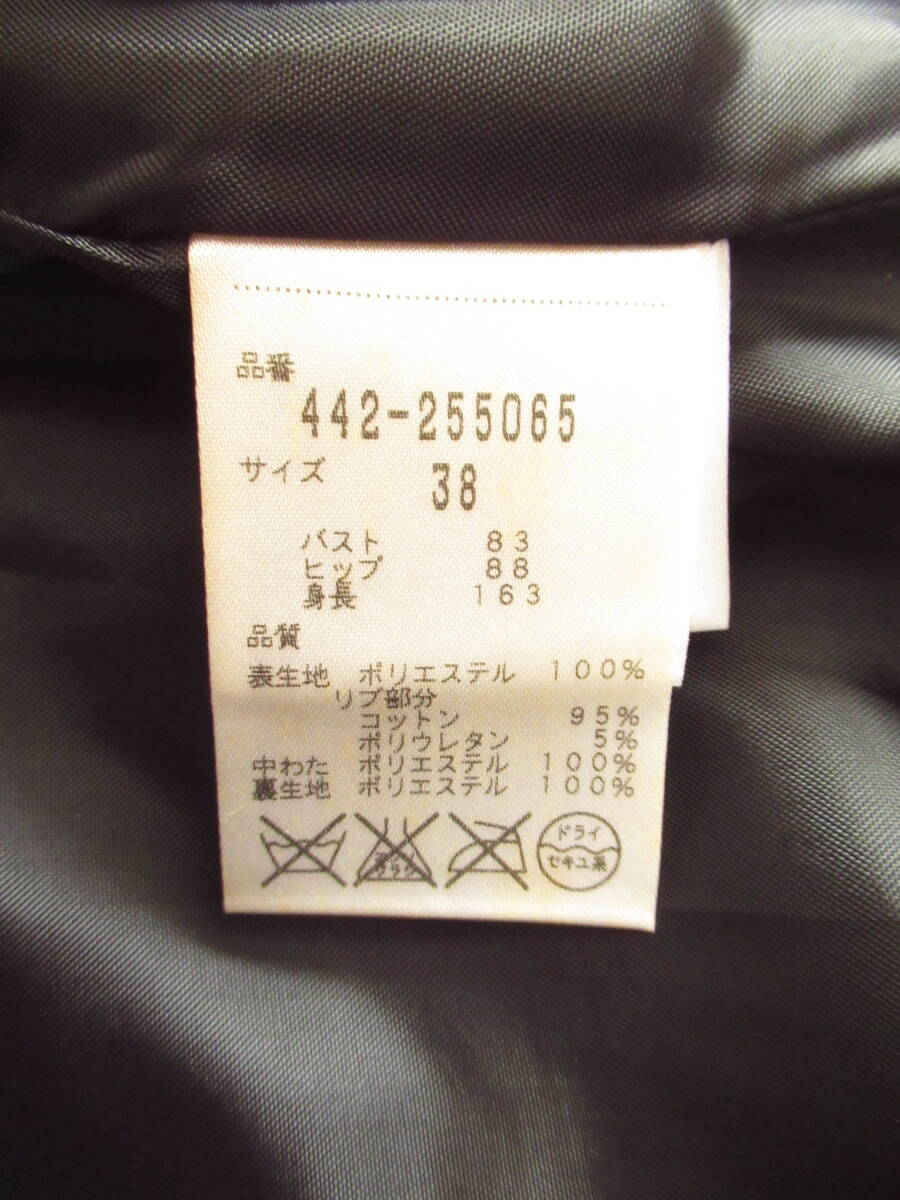 品番
442-255065
サイズ 38
バスト 83
ヒップ 88
身長 163
品質
表生地 ポリエステル 100%
リブ部分
コットン 95%
ポリウレタン 5%
中わた ポリエステル 100%
裏生地 ポリエステル 100%
ドライ
セキユ系